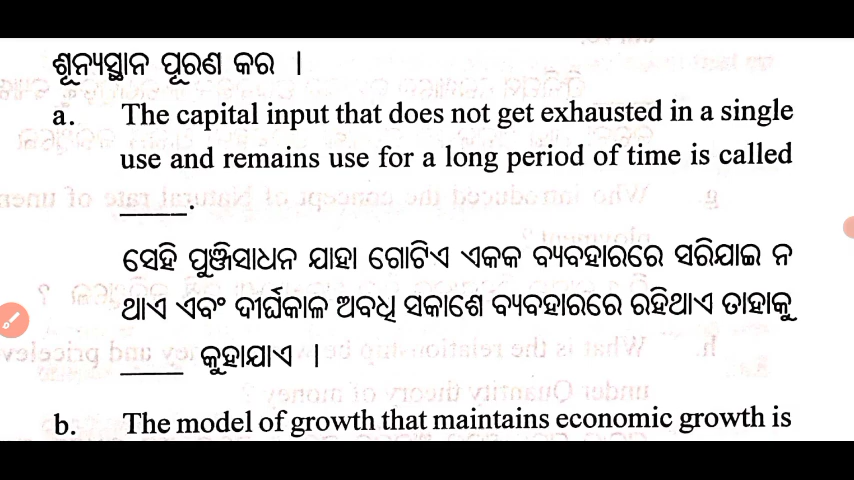 ଶୂନ୍ୟସ୍ଥାନ ପୂରଣ କର ।
a. The capital input that does not get exhausted in a single
use and remains use for a long period of time is called
____.
ସେହି ପୁଞ୍ଜିସାଧନ ଯାହା ଗୋଟିଏ ଏକକ ବ୍ୟବହାରରେ ସରିଯାଇ ନ
ଥାଏ ଏବଂ ଦୀର୍ଘକାଳ ଅବଧି ସକାଶେ ବ୍ୟବହାରରେ ରହିଥାଏ ତାହାକୁ
____ କୁହାଯାଏ ।
b. The model of growth that maintains economic growth is